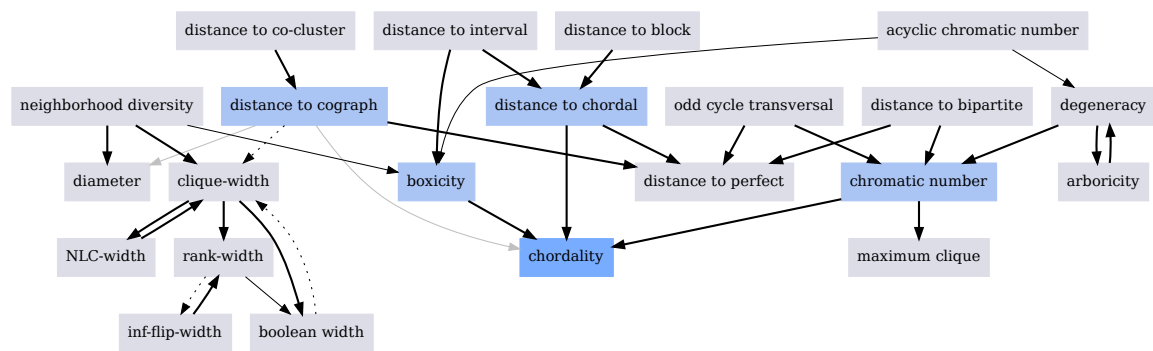 distance to co-cluster
distance to interval
distance to block
acyclic chromatic number
neighborhood diversity
distance to cograph
distance to chordal
odd cycle transversal
distance to bipartite
degeneracy
diameter
clique-width
boxicity
distance to perfect
chromatic number
arboricity
NLC-width
rank-width
chordality
maximum clique
inf-flip-width
boolean width